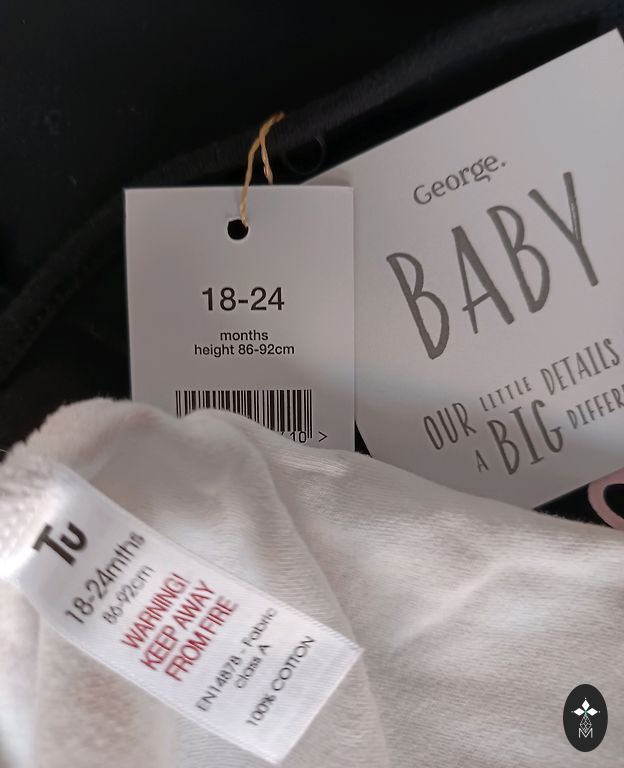 George.
BABY
OUR LITTLE DETAILS
A BIG
18-24
months
height 86-92cm
10 >
Tu
18-24mths
86-92cm
WARNING!
KEEP AWAY
FROM FIRE
EN14878 - Fabric
class A
100% COTTON
M